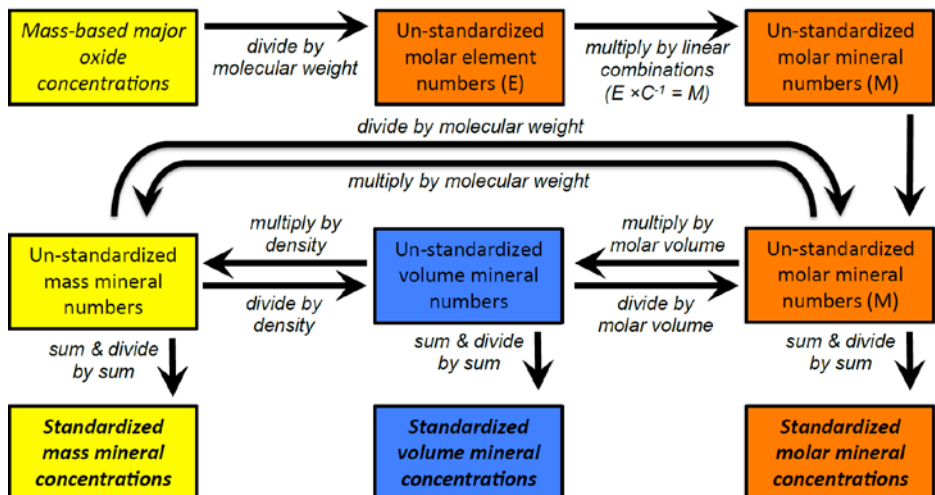 Mass-based major
oxide
concentrations
divide by
molecular weight
Un-standardized
molar element
numbers (E)
multiply by linear
combinations
(E ×C⁻¹ = M)
Un-standardized
molar mineral
numbers (M)
divide by molecular weight
multiply by molecular weight
Un-standardized
mass mineral
numbers
multiply by
density
divide by
density
Un-standardized
volume mineral
numbers
multiply by
molar volume
divide by
molar volume
Un-standardized
molar mineral
numbers (M)
sum & divide
by sum
sum & divide
by sum
sum & divide
by sum
Standardized
mass mineral
concentrations
Standardized
volume mineral
concentrations
Standardized
molar mineral
concentrations